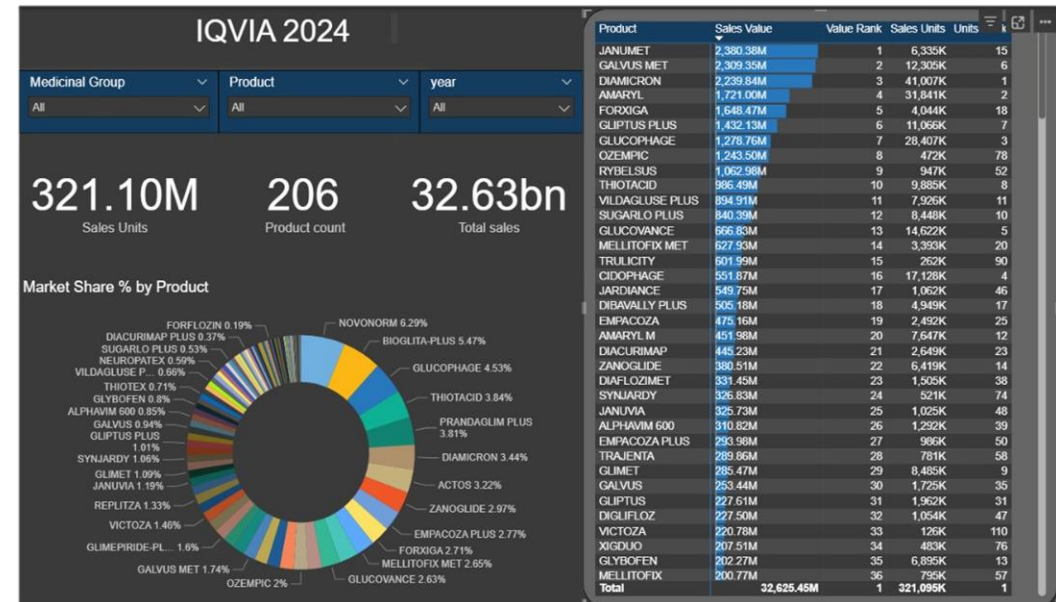 IQVIA 2024
Medicinal Group
All
Product
All
year
All
321.10M
Sales Units
206
Product count
32.63bn
Total sales
Market Share % by Product
FORFLOZIN 0.19%
DIACURIMAP PLUS 0.37%
SUGARLO PLUS 0.53%
NEUROPATEX 0.59%
VILDAGLUSE P... 0.66%
THIOTEX 0.71%
GLYBOFEN 0.8%
ALPHAVIM 600 0.85%
GALVUS 0.94%
GLIPTUS PLUS
1.01%
SYNJARDY 1.06%
GLIMET 1.09%
JANUVIA 1.19%
REPLITZA 1.33%
VICTOZA 1.46%
GLIMEPIRIDE-PL... 1.6%
GALVUS MET 1.74%
OZEMPIC 2%
NOVONORM 6.29%
BIOGLITA-PLUS 5.47%
GLUCOPHAGE 4.53%
THIOTACID 3.84%
PRANDAGLIM PLUS
3.81%
DIAMICRON 3.44%
ACTOS 3.22%
ZANOGLIDE 2.97%
EMPACOZA PLUS 2.77%
FORXIGA 2.71%
MELLITOFIX MET 2.65%
GLUCOVANCE 2.63%
Product Sales Value Value Rank Sales Units Units k
JANUMET 2,380.38M 1 6,335K 15
GALVUS MET 2,309.35M 2 12,305K 6
DIAMICRON 2,239.84M 3 41,007K 1
AMARYL 1,721.00M 4 31,841K 2
FORXIGA 1,648.47M 5 4,044K 18
GLIPTUS PLUS 1,432.13M 6 11,066K 7
GLUCOPHAGE 1,278.76M 7 28,407K 3
OZEMPIC 1,243.50M 8 472K 78
RYBELSUS 1,062.98M 9 947K 52
THIOTACID 986.49M 10 9,885K 8
VILDAGLUSE PLUS 894.91M 11 7,926K 11
SUGARLO PLUS 840.39M 12 8,448K 10
GLUCOVANCE 666.83M 13 14,622K 5
MELLITOFIX MET 627.93M 14 3,393K 20
TRULICITY 601.99M 15 262K 90
CIDOPHAGE 551.87M 16 17,128K 4
JARDIANCE 549.75M 17 1,062K 46
DIBAVALLY PLUS 505.18M 18 4,949K 17
EMPACOZA 475.16M 19 2,492K 25
AMARYL M 451.98M 20 7,647K 12
DIACURIMAP 445.23M 21 2,649K 23
ZANOGLIDE 380.51M 22 6,419K 14
DIAFLOZIMET 331.45M 23 1,505K 38
SYNJARDY 326.83M 24 521K 74
JANUVIA 325.73M 25 1,025K 48
ALPHAVIM 600 310.82M 26 1,292K 39
EMPACOZA PLUS 293.98M 27 986K 50
TRAJENTA 289.86M 28 781K 58
GLIMET 285.47M 29 8,485K 9
GALVUS 253.44M 30 1,725K 35
GLIPTUS 227.61M 31 1,962K 31
DIGLIFLOZ 227.50M 32 1,054K 47
VICTOZA 220.78M 33 126K 110
XIGDUO 207.51M 34 483K 76
GLYBOFEN 202.27M 35 6,895K 13
MELLITOFIX 200.77M 36 795K 57
Total 32,625.45M 1 321,095K 1